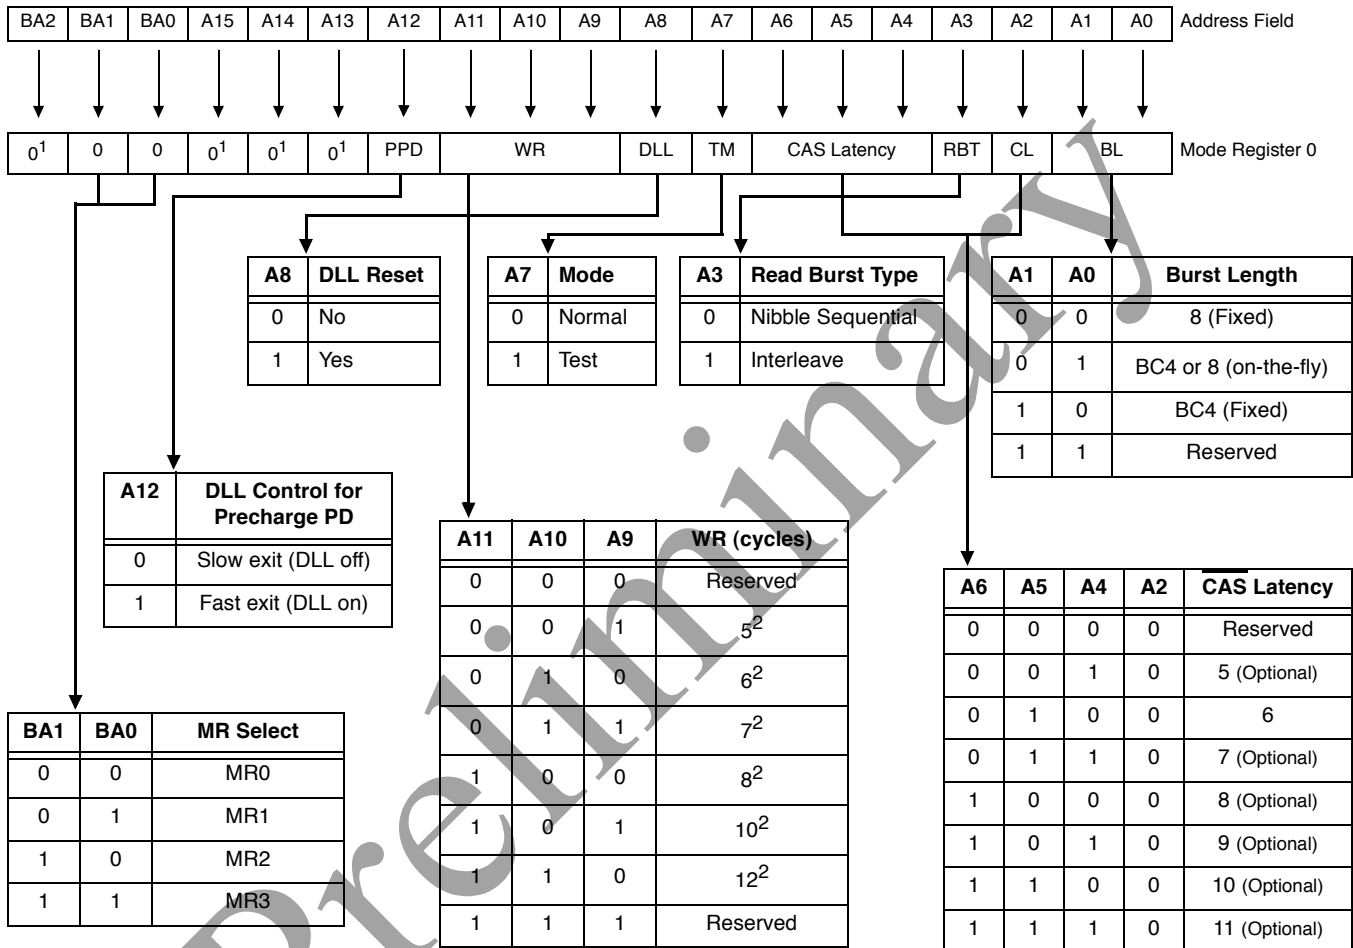 BA2 BA1 BA0 A15 A14 A13 A12 A11 A10 A9 A8 A7 A6 A5 A4 A3 A2 A1 A0 Address Field
0¹ 0 0 0¹ 0¹ 0¹ PPD WR DLL TM CAS Latency RBT CL BL Mode Register 0
A8 DLL Reset
0 No
1 Yes
A7 Mode
0 Normal
1 Test
A3 Read Burst Type
0 Nibble Sequential
1 Interleave
A1 A0 Burst Length
0 0 8 (Fixed)
0 1 BC4 or 8 (on-the-fly)
1 0 BC4 (Fixed)
1 1 Reserved
A12 DLL Control for
Precharge PD
0 Slow exit (DLL off)
1 Fast exit (DLL on)
A11 A10 A9 WR (cycles)
0 0 0 Reserved
0 0 1 5²
0 1 0 6²
0 1 1 7²
1 0 0 8²
1 0 1 10²
1 1 0 12²
1 1 1 Reserved
A6 A5 A4 A2 CAS Latency
0 0 0 0 Reserved
0 0 1 0 5 (Optional)
0 1 0 0 6
0 1 1 0 7 (Optional)
1 0 0 0 8 (Optional)
1 0 1 0 9 (Optional)
1 1 0 0 10 (Optional)
1 1 1 0 11 (Optional)
BA1 BA0 MR Select
0 0 MR0
0 1 MR1
1 0 MR2
1 1 MR3
Preliminary